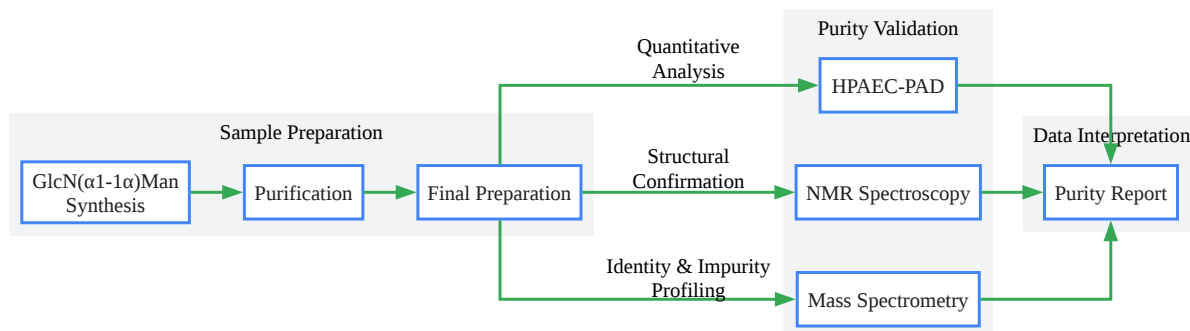 Sample Preparation
GlcN(α1-1α)Man
Synthesis
Purification
Final Preparation
Quantitative
Analysis
Structural
Confirmation
Identity & Impurity
Profiling
Purity Validation
HPAEC-PAD
NMR Spectroscopy
Mass Spectrometry
Data Interpretation
Purity Report